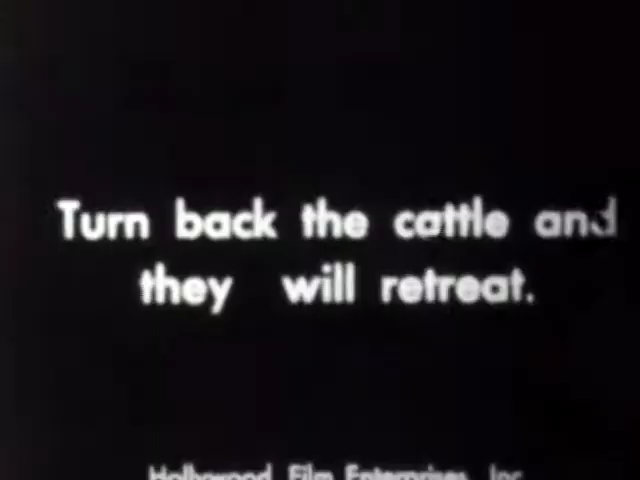 Turn back the cattle and
they will retreat.
Hollywood Film Enterprises, Inc.